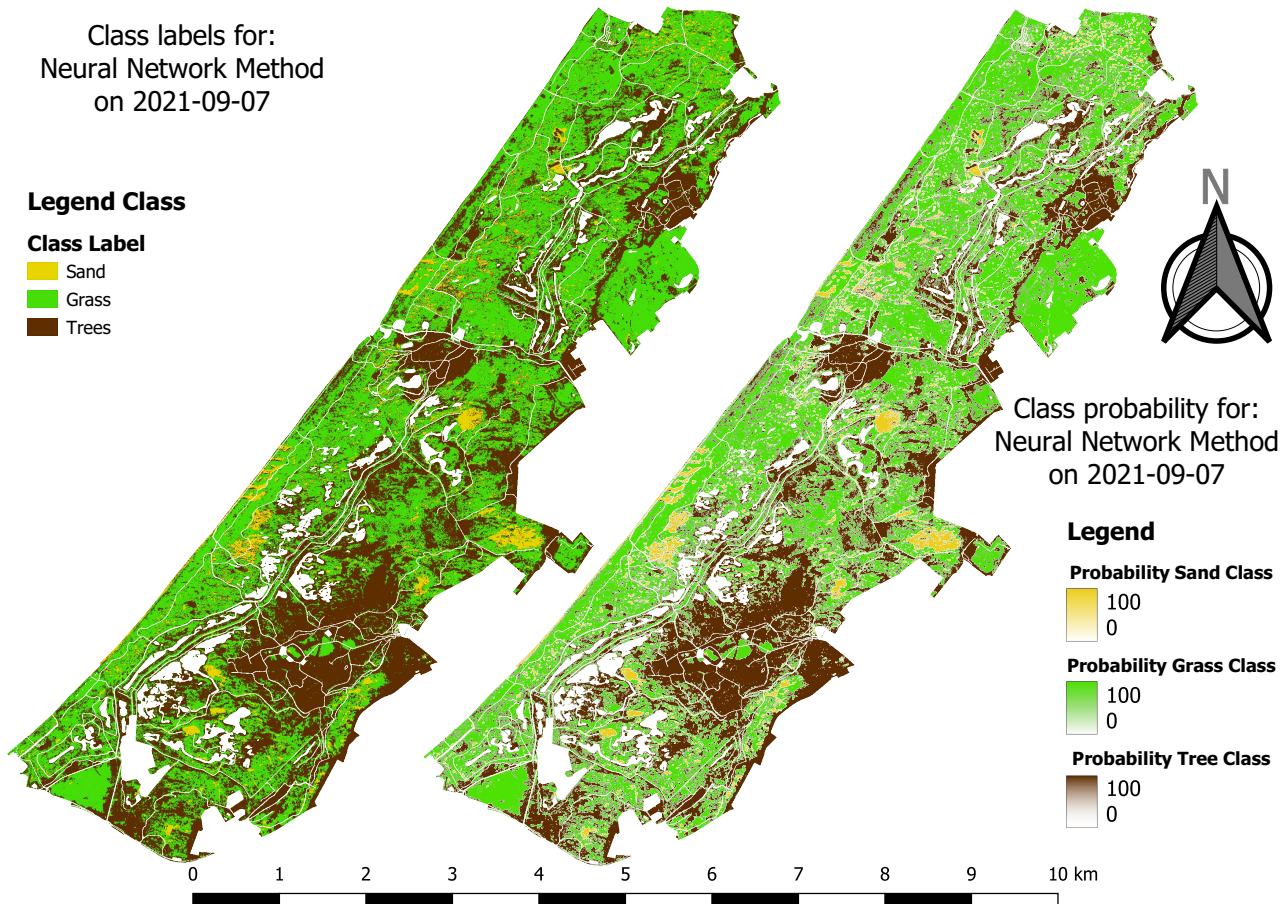 Class labels for:
Neural Network Method
on 2021-09-07
Legend Class
Class Label
Sand
Grass
Trees
N
Class probability for:
Neural Network Method
on 2021-09-07
Legend
Probability Sand Class
100
0
Probability Grass Class
100
0
Probability Tree Class
100
0
0 1 2 3 4 5 6 7 8 9 10 km